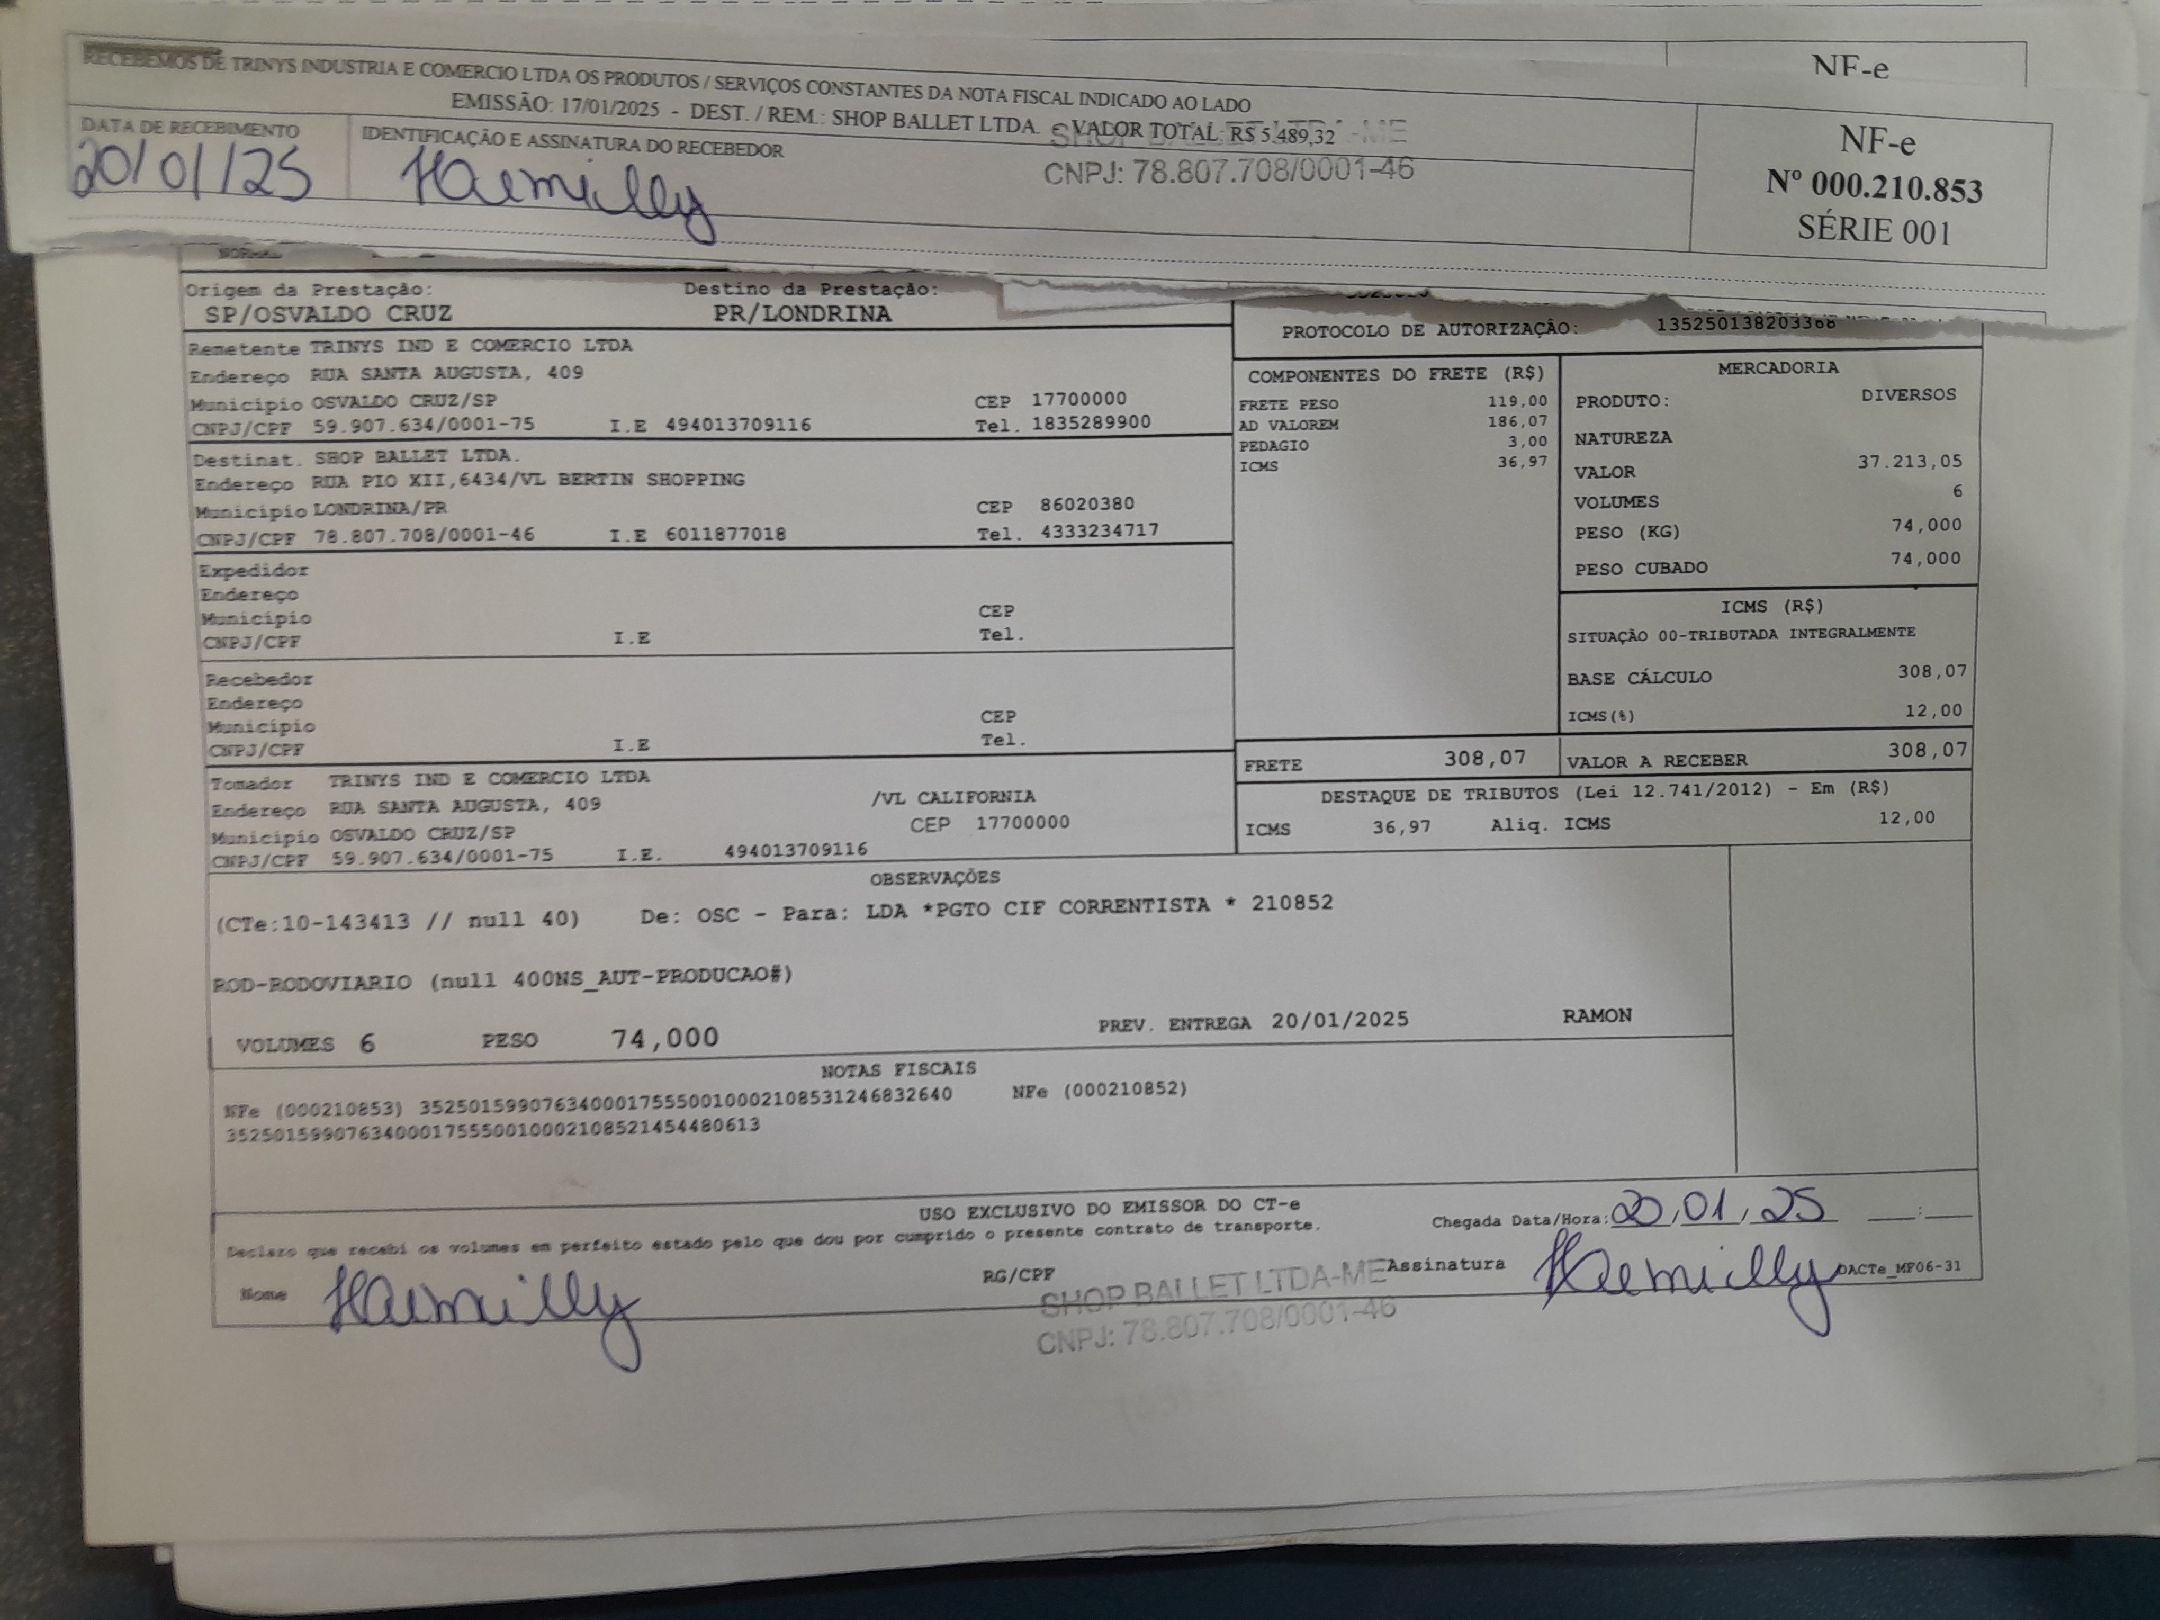 NF-e
RECEBEMOS DE TRINYS INDUSTRIA E COMERCIO LTDA OS PRODUTOS / SERVIÇOS CONSTANTES DA NOTA FISCAL INDICADO AO LADO
EMISSÃO: 17/01/2025 - DEST. / REM.: SHOP BALLET LTDA. VALOR TOTAL: R$ 5.489,32
SHOP BALLET LTDA-ME
CNPJ: 78.807.708/0001-46
DATA DE RECEBIMENTO
20/01/25
IDENTIFICAÇÃO E ASSINATURA DO RECEBEDOR
Haemilly
NF-e
Nº 000.210.853
SÉRIE 001
NORMAL
Origem da Prestação: Destino da Prestação:
SP/OSVALDO CRUZ PR/LONDRINA
PROTOCOLO DE AUTORIZAÇÃO: 135250138203368
Remetente TRINYS IND E COMERCIO LTDA
Endereço RUA SANTA AUGUSTA, 409
Município OSVALDO CRUZ/SP CEP 17700000
CNPJ/CPF 59.907.634/0001-75 I.E 494013709116 Tel. 1835289900
Destinat. SHOP BALLET LTDA.
Endereço RUA PIO XII,6434/VL BERTIN SHOPPING
Município LONDRINA/PR CEP 86020380
CNPJ/CPF 78.807.708/0001-46 I.E 6011877018 Tel. 4333234717
Expedidor
Endereço
Município CEP
CNPJ/CPF I.E Tel.
Recebedor
Endereço
Município CEP
CNPJ/CPF I.E Tel.
Tomador TRINYS IND E COMERCIO LTDA
Endereço RUA SANTA AUGUSTA, 409 /VL CALIFORNIA
Município OSVALDO CRUZ/SP CEP 17700000
CNPJ/CPF 59.907.634/0001-75 I.E. 494013709116
COMPONENTES DO FRETE (R$)
FRETE PESO 119,00
AD VALOREM 186,07
PEDAGIO 3,00
ICMS 36,97
MERCADORIA
PRODUTO: DIVERSOS
NATUREZA
VALOR 37.213,05
VOLUMES 6
PESO (KG) 74,000
PESO CUBADO 74,000
ICMS (R$)
SITUAÇÃO 00-TRIBUTADA INTEGRALMENTE
BASE CÁLCULO 308,07
ICMS(%) 12,00
FRETE 308,07 VALOR A RECEBER 308,07
DESTAQUE DE TRIBUTOS (Lei 12.741/2012) - Em (R$)
ICMS 36,97 Aliq. ICMS 12,00
OBSERVAÇÕES
(CTe:10-143413 // null 40) De: OSC - Para: LDA *PGTO CIF CORRENTISTA * 210852
ROD-RODOVIARIO (null 400NS_AUT-PRODUCAO#)
VOLUMES 6 PESO 74,000 PREV. ENTREGA 20/01/2025 RAMON
NOTAS FISCAIS
NFe (000210853) 35250159907634000175550010002108531246832640 NFe (000210852)
35250159907634000175550010002108521454480613
USO EXCLUSIVO DO EMISSOR DO CT-e
Declaro que recebi os volumes em perfeito estado pelo que dou por cumprido o presente contrato de transporte.
Chegada Data/Hora: 20/01/25 __:__
Nome Haemilly RG/CPF Assinatura Haemilly DACTe_MF06-31
SHOP BALLET LTDA-ME
CNPJ: 78.807.708/0001-46